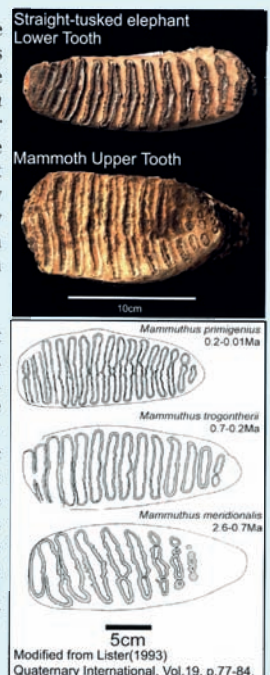 Straight-tusked elephant
Lower Tooth
Mammoth Upper Tooth
10cm
Mammuthus primigenius
0.2-0.01Ma
Mammuthus trogontherii
0.7-0.2Ma
Mammuthus meridionalis
2.6-0.7Ma
5cm
Modified from Lister(1993)
Quaternary International, Vol.19, p.77-84.